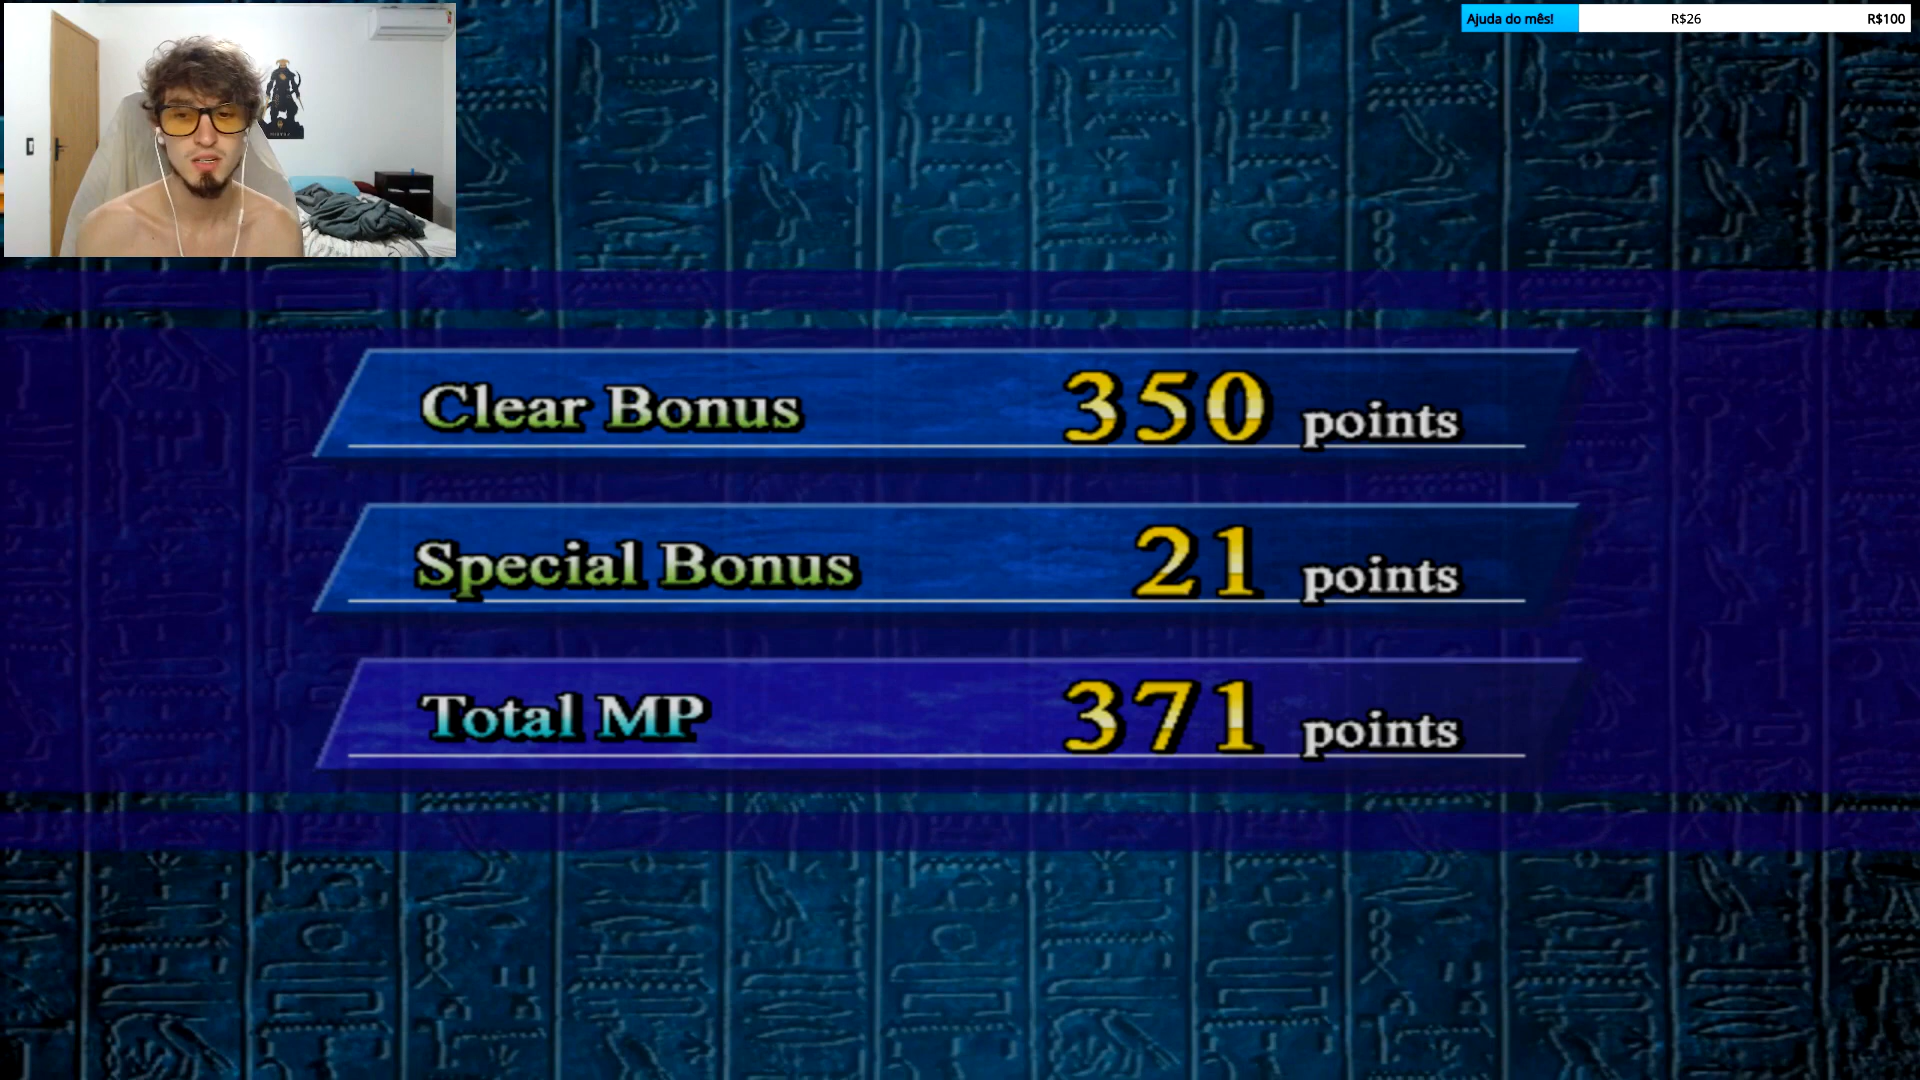 Ajuda do mês! R$26 R$100
Clear Bonus 350 points
Special Bonus 21 points
Total MP 371 points